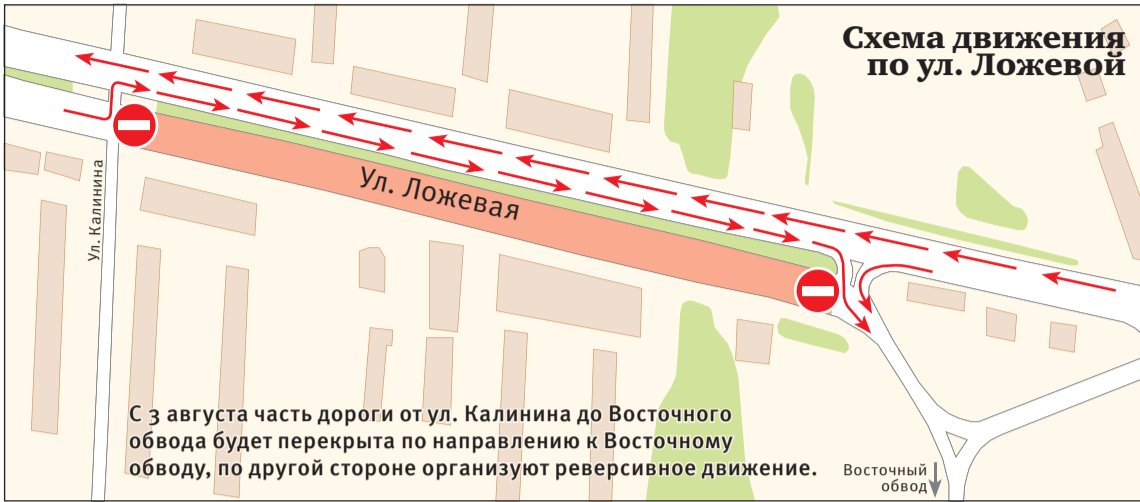 Схема движения
по ул. Ложевой
Ул. Калинина
Ул. Ложевая
С 3 августа часть дороги от ул. Калинина до Восточного
обвода будет перекрыта по направлению к Восточному
обводу, по другой стороне организуют реверсивное движение.
Восточный
обвод